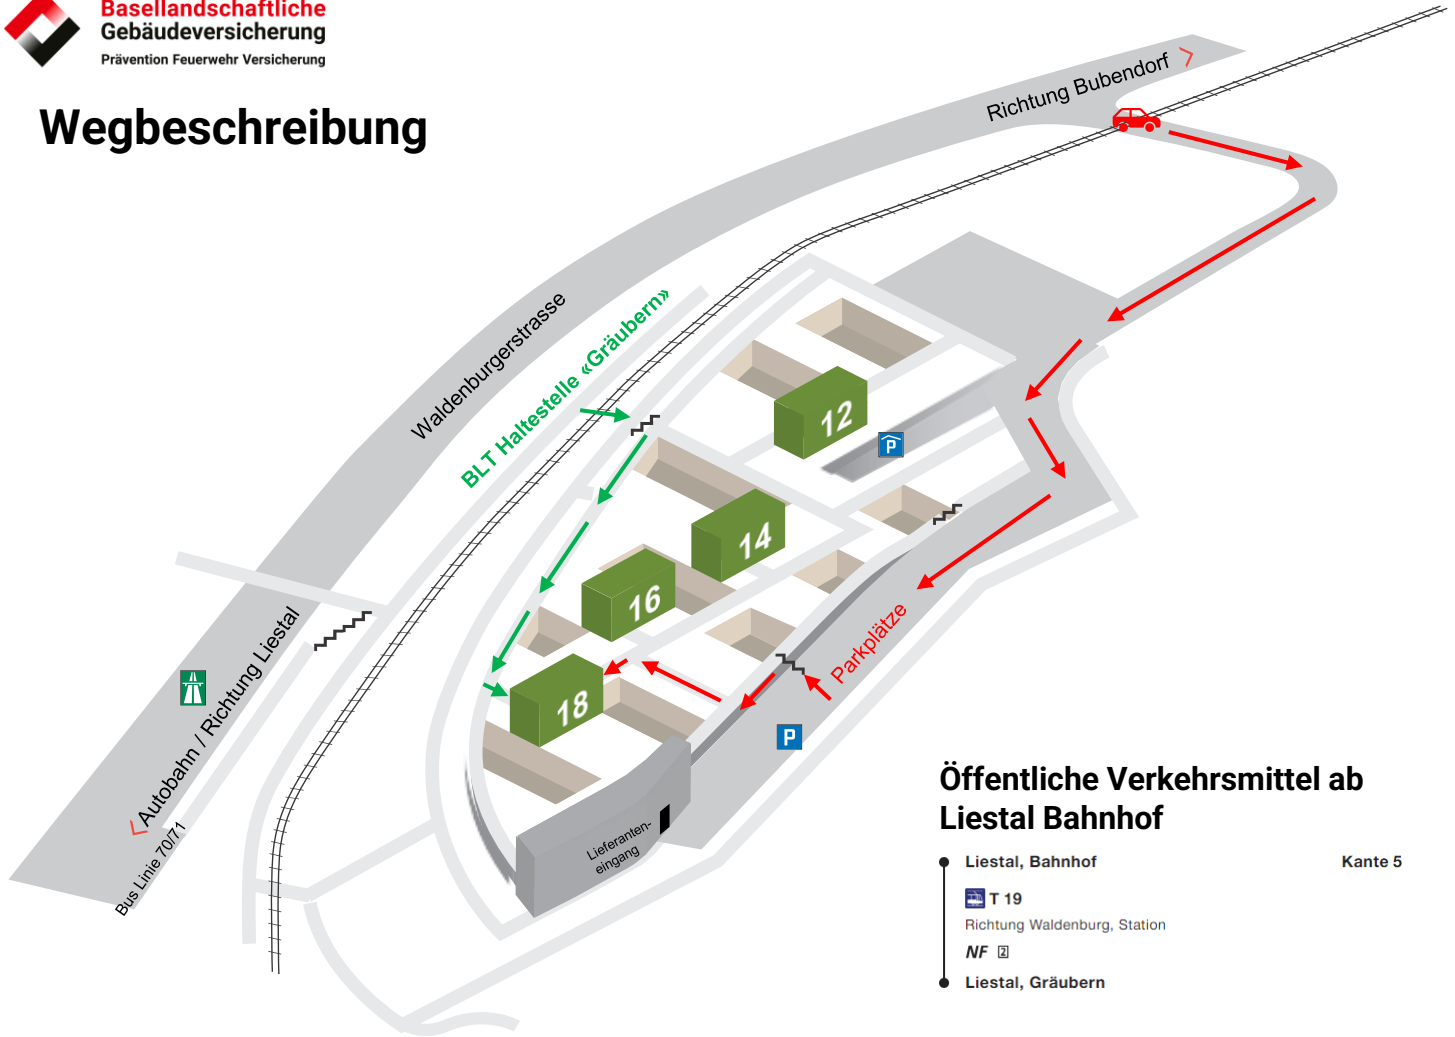 Basellandschaftliche
Gebäudeversicherung
Prävention Feuerwehr Versicherung
Wegbeschreibung
Richtung Bubendorf
Waldenburgerstrasse
BLT Haltestelle «Gräubern»
12
P
14
16
18
Parkplätze
P
Autobahn / Richtung Liestal
Bus Linie 70/71
Lieferanten-
eingang
Öffentliche Verkehrsmittel ab
Liestal Bahnhof
Liestal, Bahnhof Kante 5
T 19
Richtung Waldenburg, Station
NF 2
Liestal, Gräubern